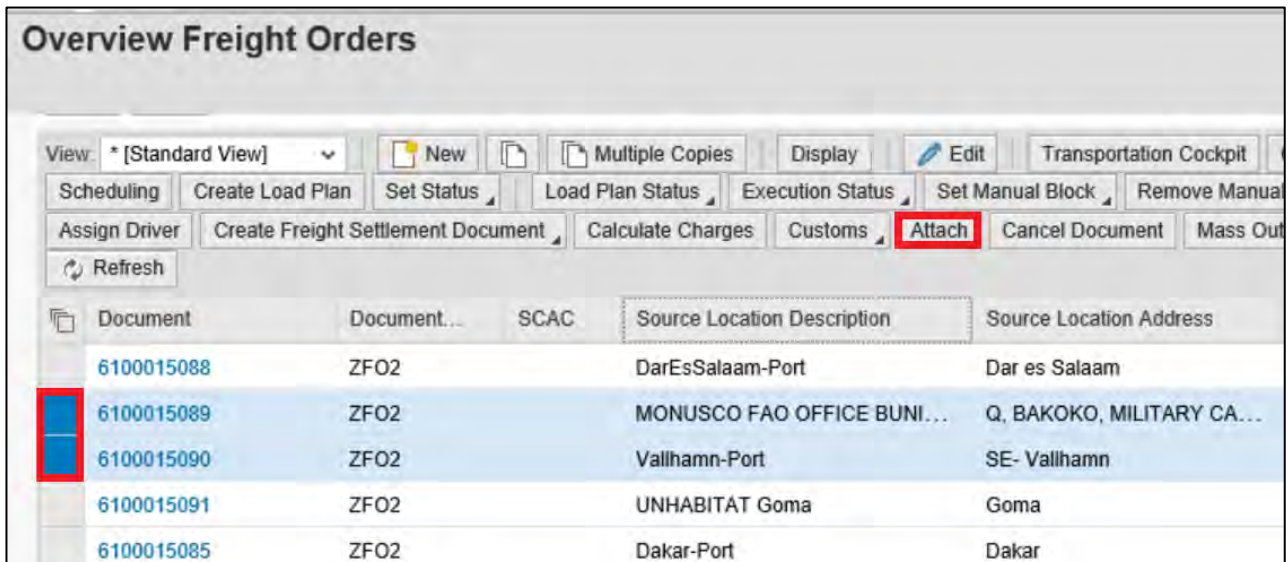 Overview Freight Orders
View: * [Standard View] New Multiple Copies Display Edit Transportation Cockpit
Scheduling Create Load Plan Set Status Load Plan Status Execution Status Set Manual Block Remove Manual
Assign Driver Create Freight Settlement Document Calculate Charges Customs Attach Cancel Document Mass Out
Refresh
Document Document... SCAC Source Location Description Source Location Address
6100015088 ZFO2 DarEsSalaam-Port Dar es Salaam
6100015089 ZFO2 MONUSCO FAO OFFICE BUNI... Q, BAKOKO, MILITARY CA...
6100015090 ZFO2 Vallhamn-Port SE- Vallhamn
6100015091 ZFO2 UNHABITAT Goma Goma
6100015085 ZFO2 Dakar-Port Dakar